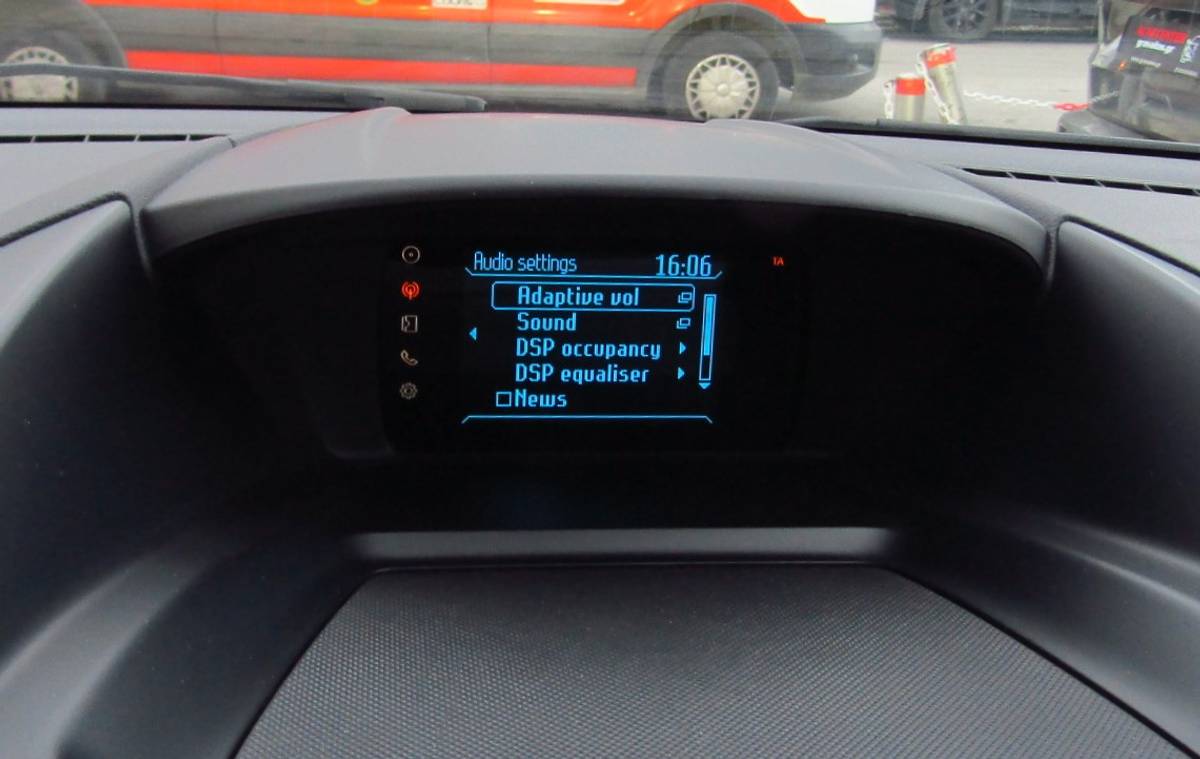 Audio settings 16:06
TA
Adaptive vol
Sound
DSP occupancy
DSP equaliser
News